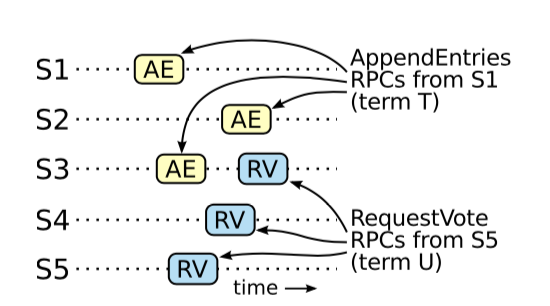 S1 AE AppendEntries
RPCs from S1
S2 AE (term T)
S3 AE RV
S4 RV RequestVote
RPCs from S5
S5 RV (term U)
time